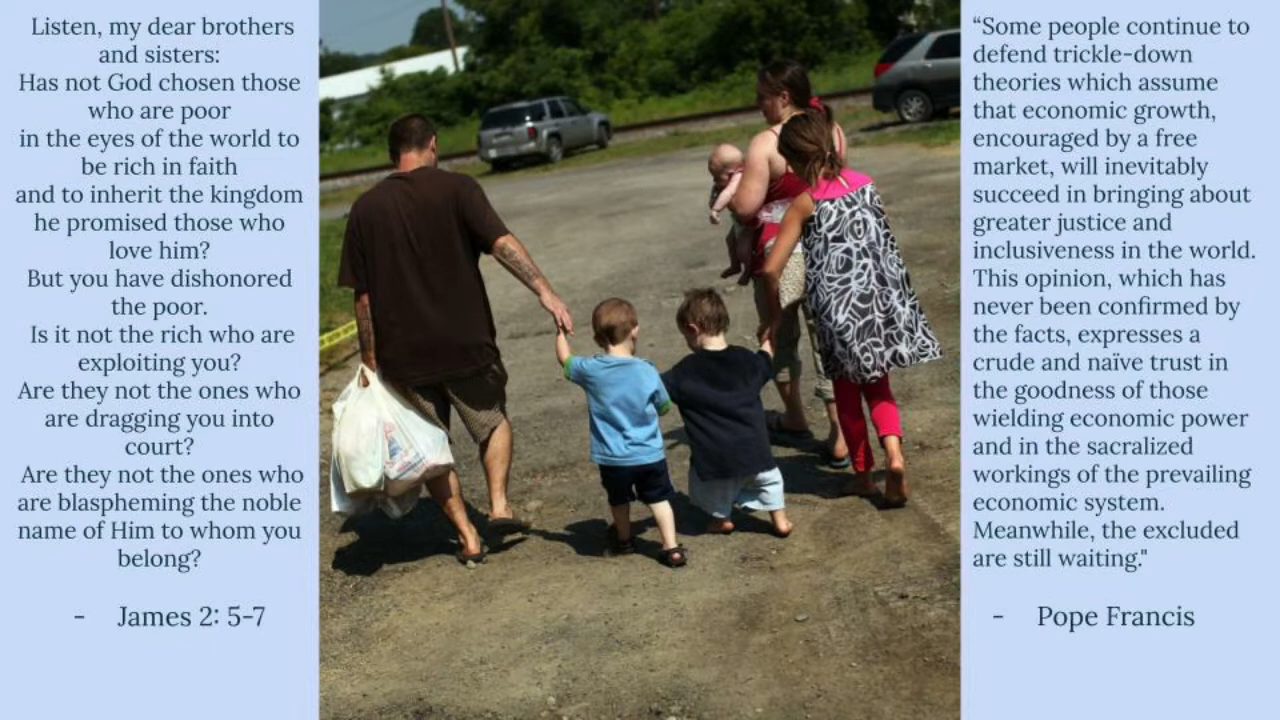 Listen, my dear brothers
and sisters:
Has not God chosen those
who are poor
in the eyes of the world to
be rich in faith
and to inherit the kingdom
he promised those who
love him?
But you have dishonored
the poor.
Is it not the rich who are
exploiting you?
Are they not the ones who
are dragging you into
court?
Are they not the ones who
are blaspheming the noble
name of Him to whom you
belong?
- James 2: 5-7
“Some people continue to
defend trickle-down
theories which assume
that economic growth,
encouraged by a free
market, will inevitably
succeed in bringing about
greater justice and
inclusiveness in the world.
This opinion, which has
never been confirmed by
the facts, expresses a
crude and naïve trust in
the goodness of those
wielding economic power
and in the sacralized
workings of the prevailing
economic system.
Meanwhile, the excluded
are still waiting."
- Pope Francis